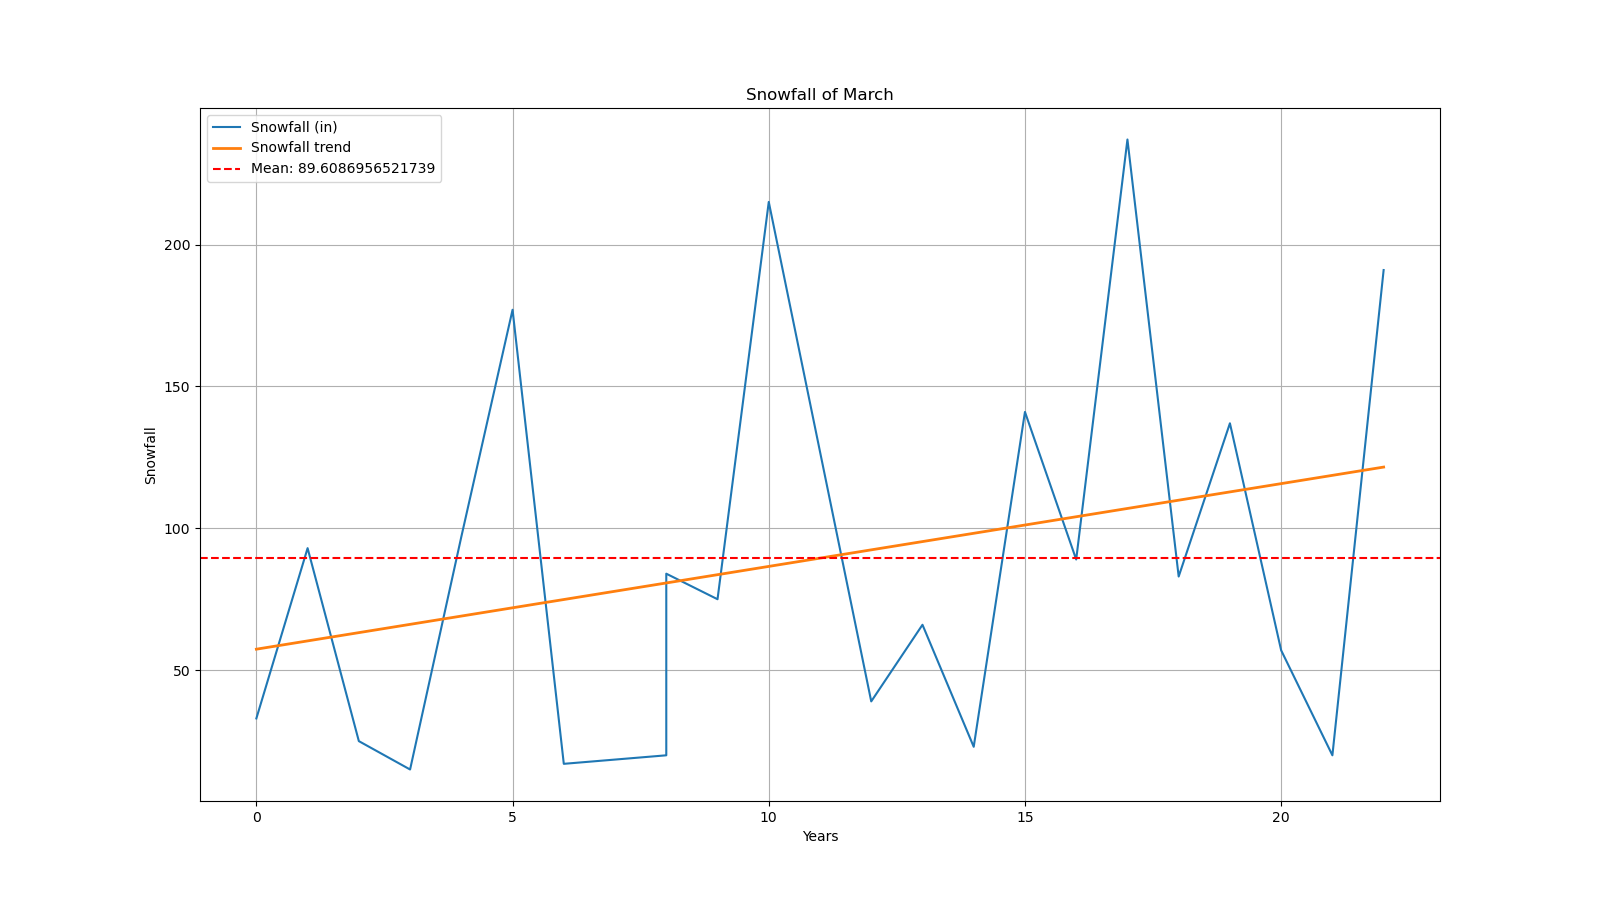 Snowfall of March
Snowfall (in)
Snowfall trend
Mean: 89.6086956521739
200
150
100
50
Snowfall
0 5 10 15 20
Years